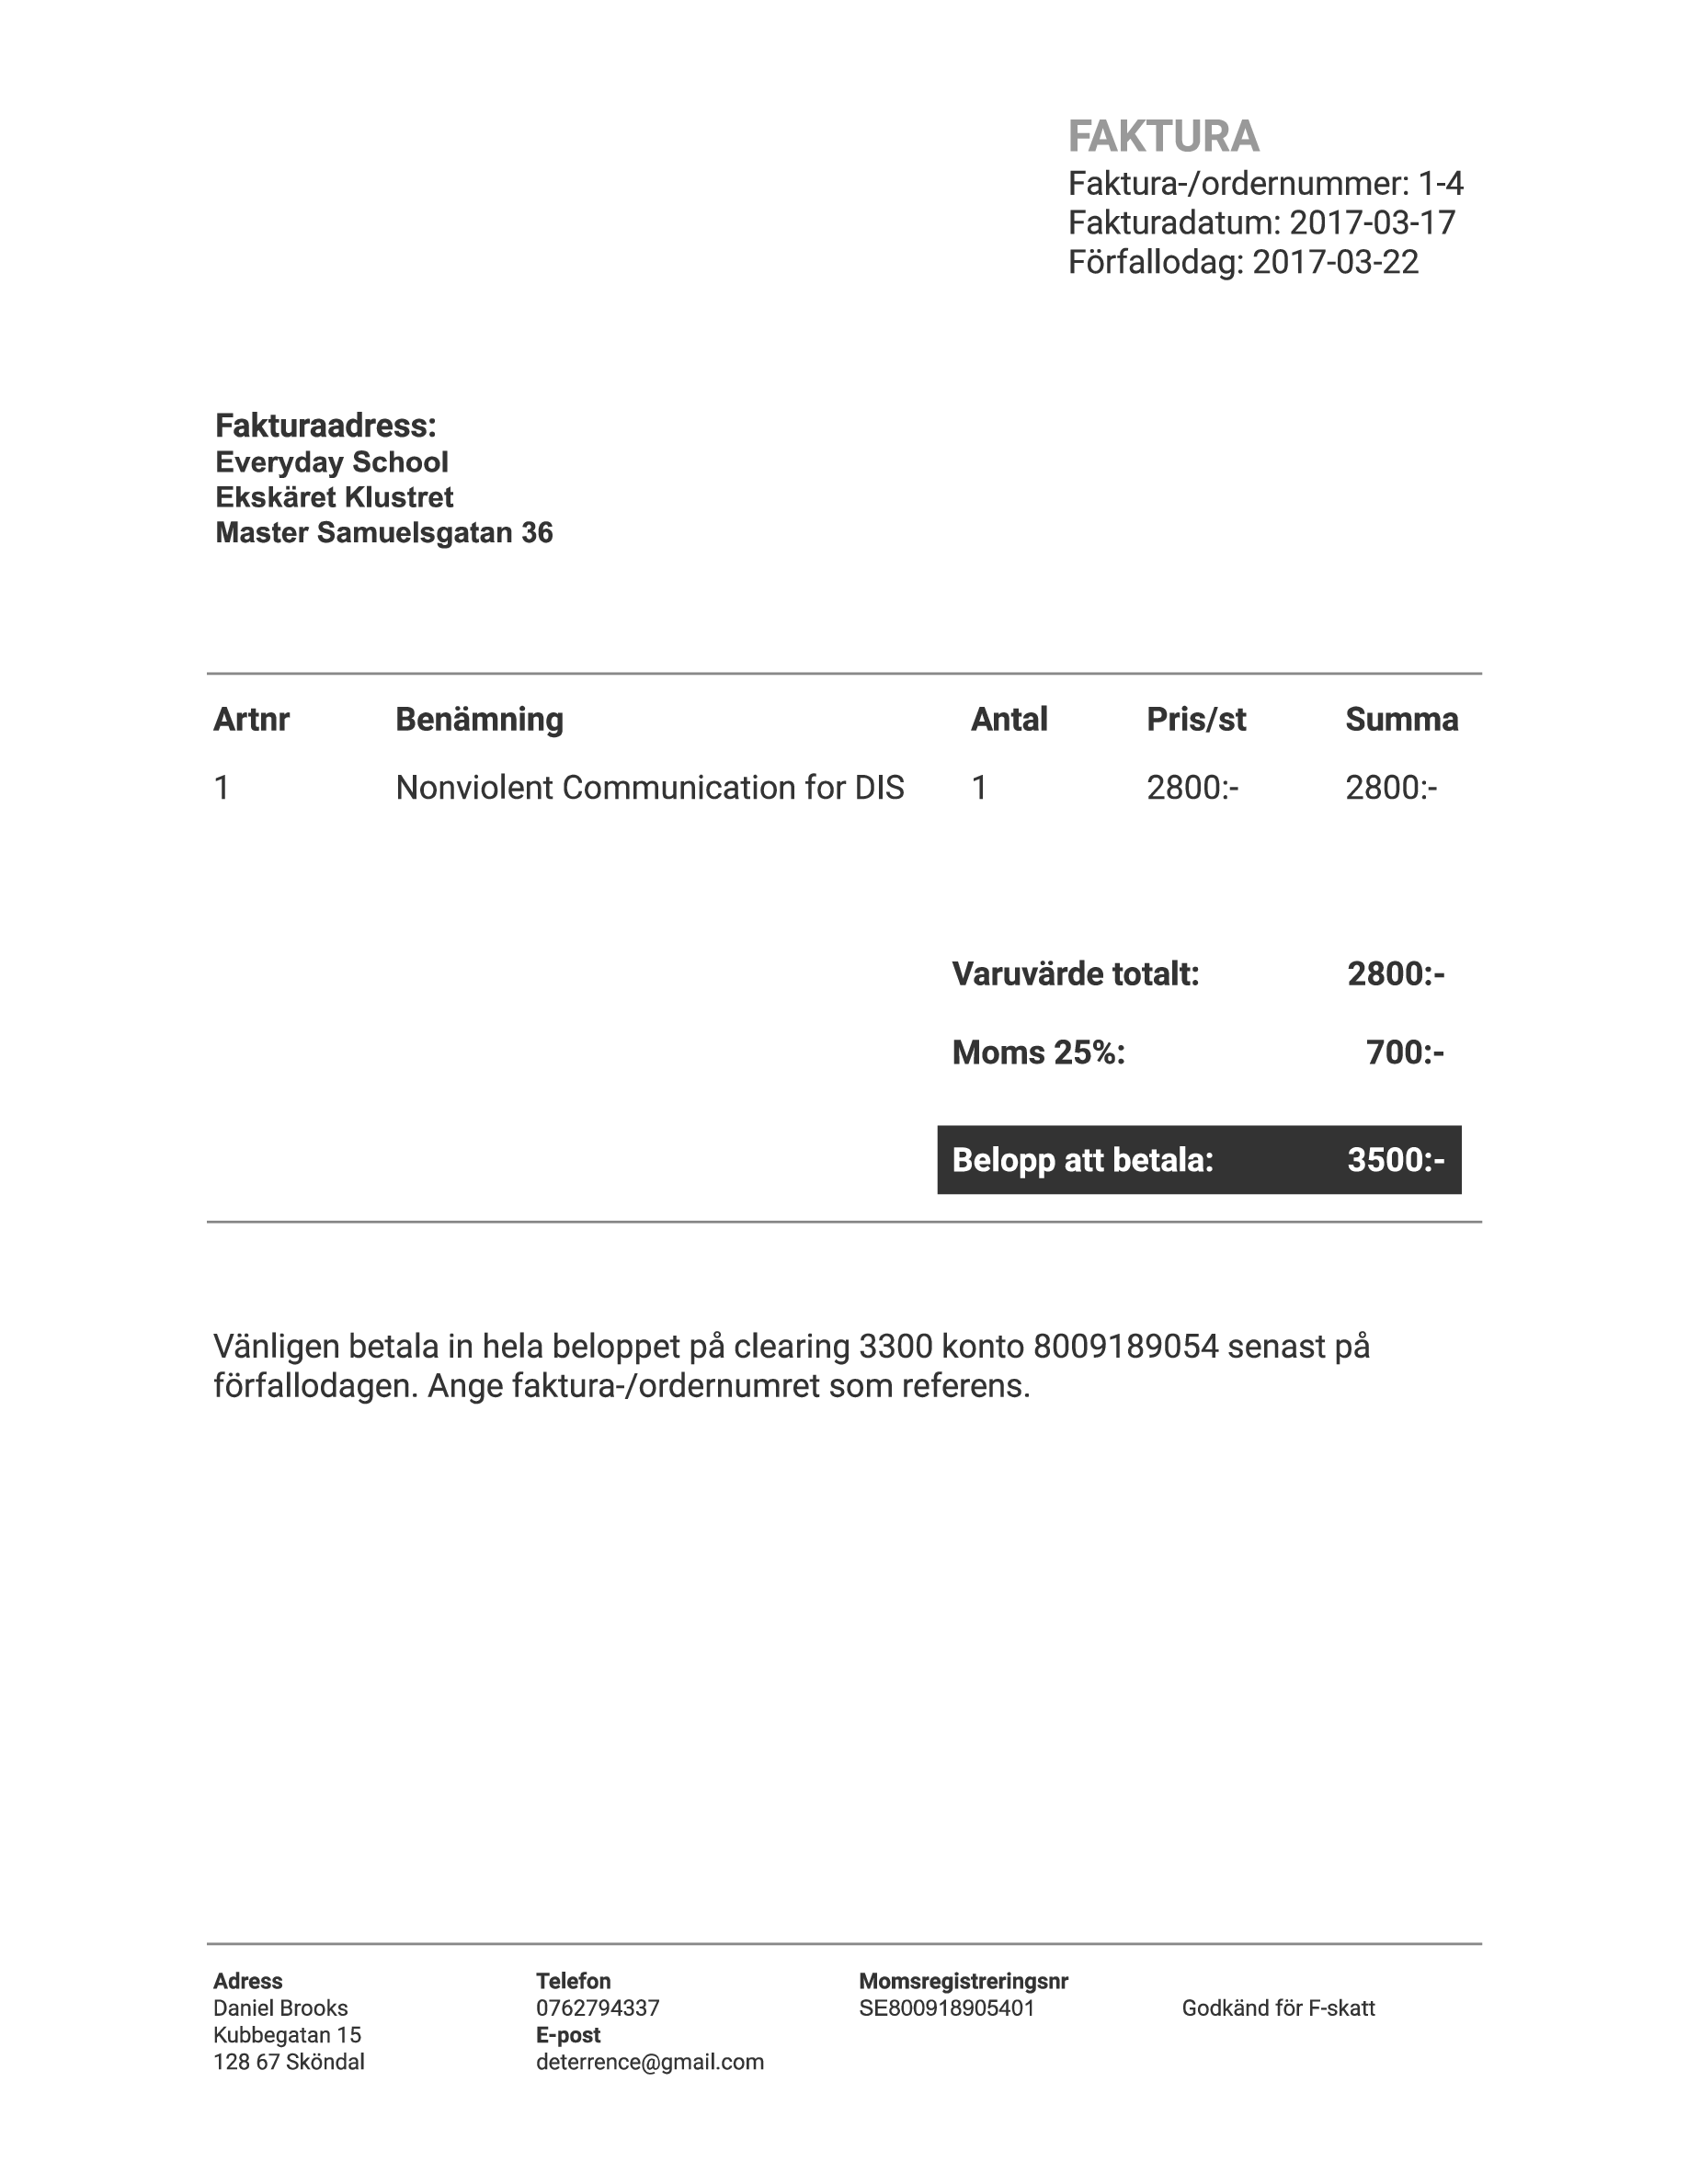 FAKTURA
Faktura-/ordernummer: 1-4
Fakturadatum: 2017-03-17
Förfallodag: 2017-03-22
Fakturaadress:
Everyday School
Ekskäret Klustret
Master Samuelsgatan 36
Artnr Benämning Antal Pris/st Summa
1 Nonviolent Communication for DIS 1 2800:- 2800:-
Varuvärde totalt: 2800:-
Moms 25%: 700:-
Belopp att betala: 3500:-
Vänligen betala in hela beloppet på clearing 3300 konto 8009189054 senast på
förfallodagen. Ange faktura-/ordernumret som referens.
Adress Telefon Momsregistreringsnr
Daniel Brooks 0762794337 SE800918905401 Godkänd för F-skatt
Kubbegatan 15 E-post
128 67 Sköndal deterrence@gmail.com